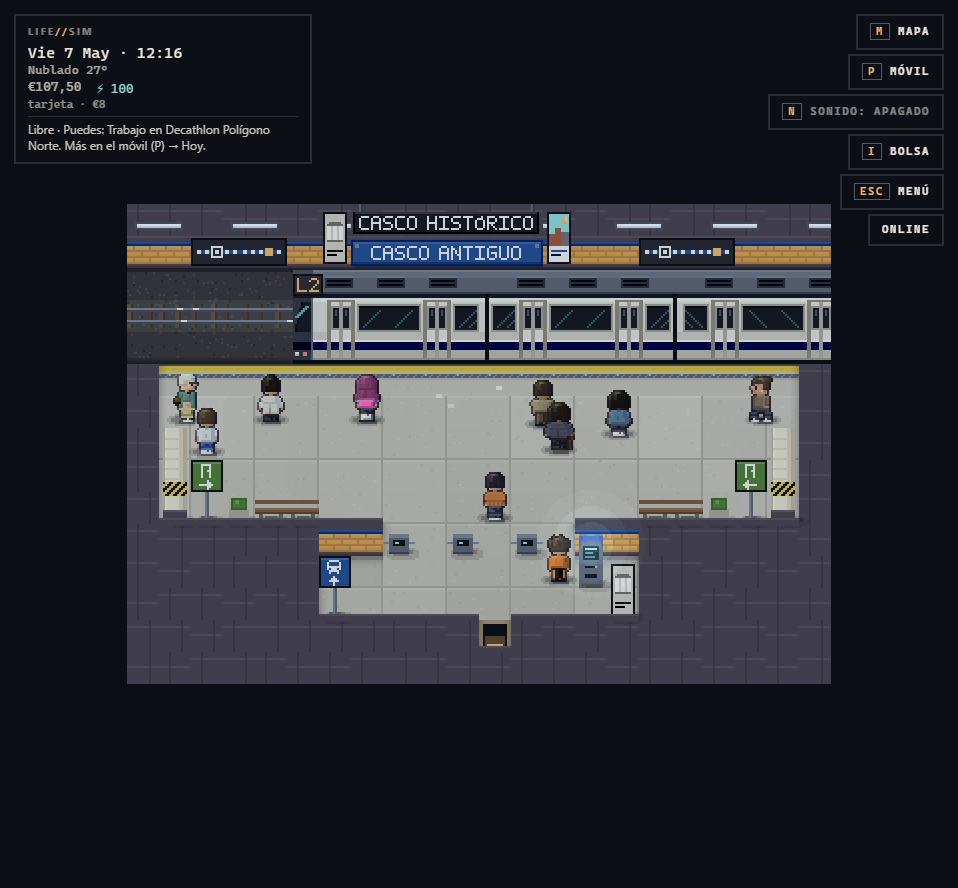 LIFE//SIM
Vie 7 May · 12:16
Nublado 27°
€107,50 ⚡ 100
tarjeta · €8
Libre · Puedes: Trabajo en Decathlon Polígono
Norte. Más en el móvil (P) → Hoy.
M MAPA
P MÓVIL
N SONIDO: APAGADO
I BOLSA
ESC MENÚ
ONLINE
CASCO HISTÓRICO
CASCO ANTIGUO
L2